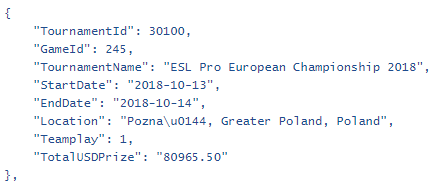 {
"TournamentId": 30100,
"GameId": 245,
"TournamentName": "ESL Pro European Championship 2018",
"StartDate": "2018-10-13",
"EndDate": "2018-10-14",
"Location": "Pozna\u0144, Greater Poland, Poland",
"Teamplay": 1,
"TotalUSDPrize": "80965.50"
},